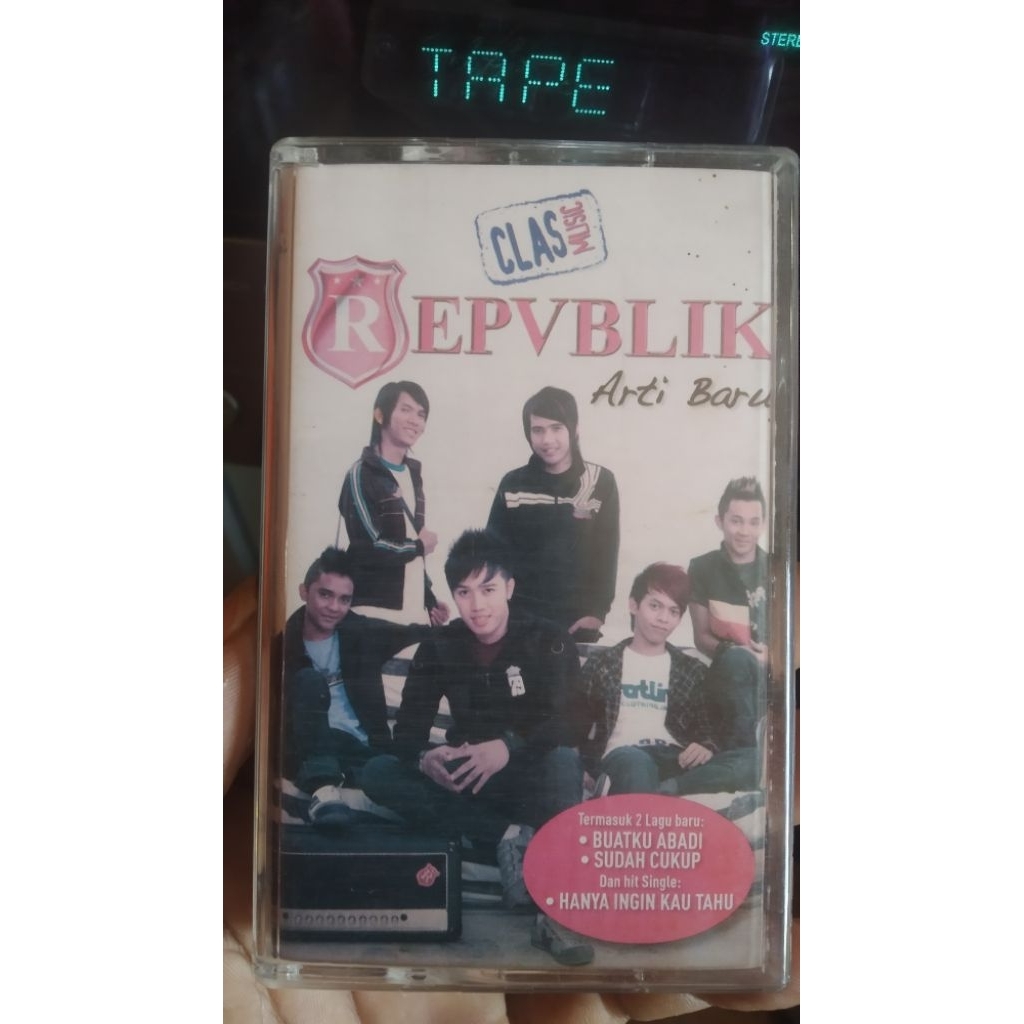 TAPE
CLAS
MUSIC
REPVBLIK
Arti Baru
Termasuk 2 Lagu baru:
• BUATKU ABADI
• SUDAH CUKUP
Dan hit Single:
• HANYA INGIN KAU TAHU